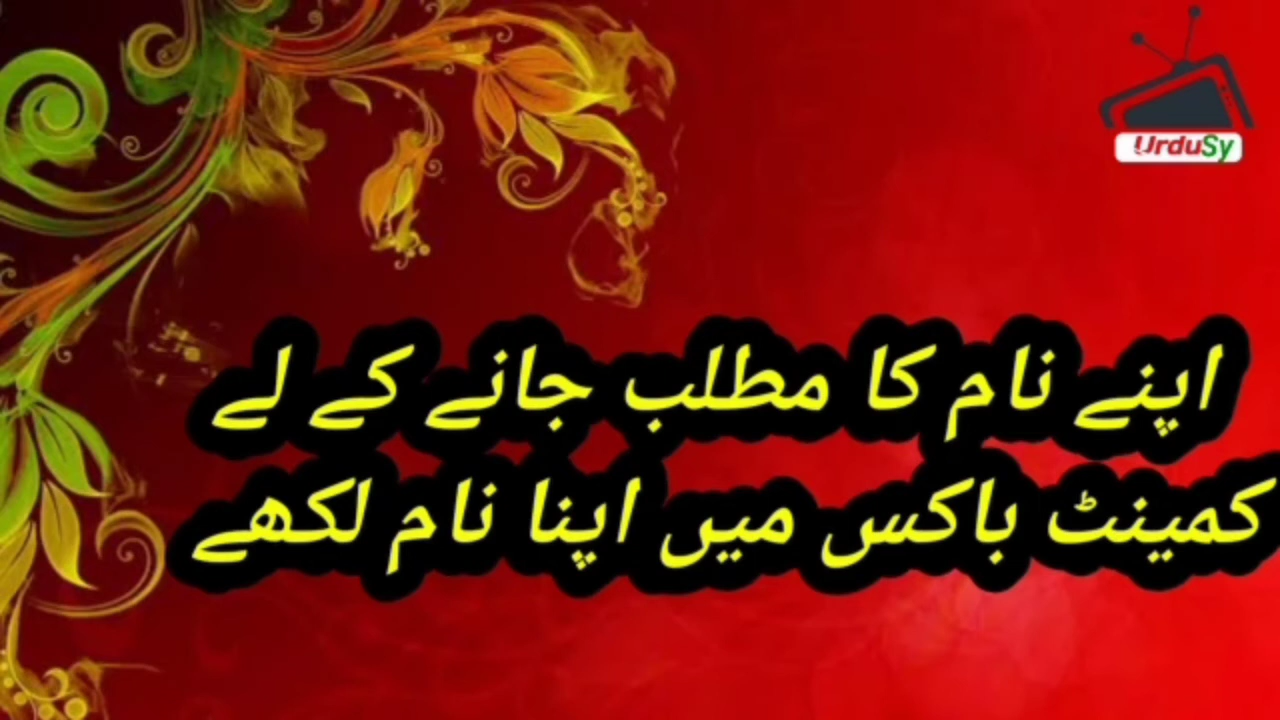 UrduSy
اپنے نام کا مطلب جانے کے لے
کمینٹ باکس میں اپنا نام لکھے